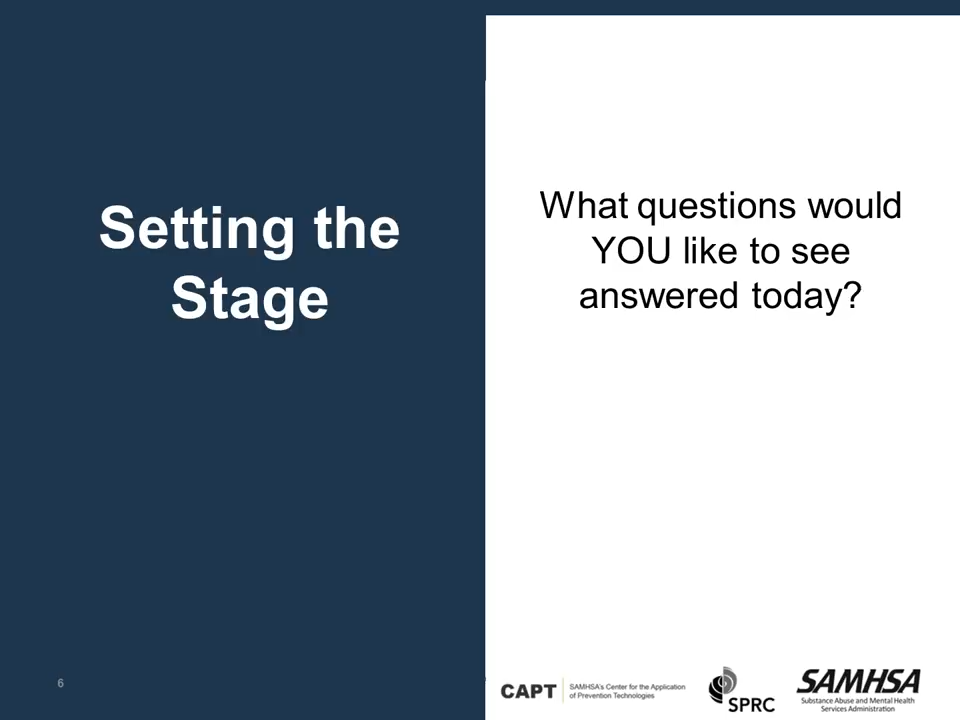 Setting the
Stage
What questions would
YOU like to see
answered today?
6
CAPT
SAMHSA's Center for the Application
of Prevention Technologies
SPRC
SAMHSA
Substance Abuse and Mental Health
Services Administration